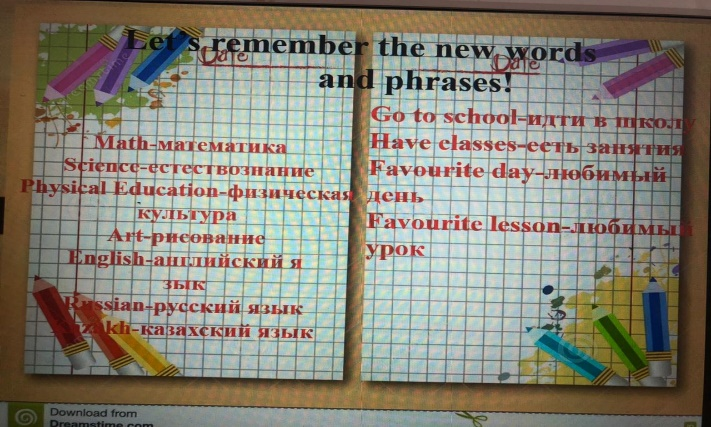 Let's remember the new words
and phrases!
Date
Date
Math-математика
Science-естествознание
Physical Education-физическая
культура
Art-рисование
English-английский я
зык
Russian-русский язык
Kazakh-казахский язык
Go to school-идти в школу
Have classes-есть занятия
Favourite day-любимый
день
Favourite lesson-любимый
урок
Download from
Dreamstime.com